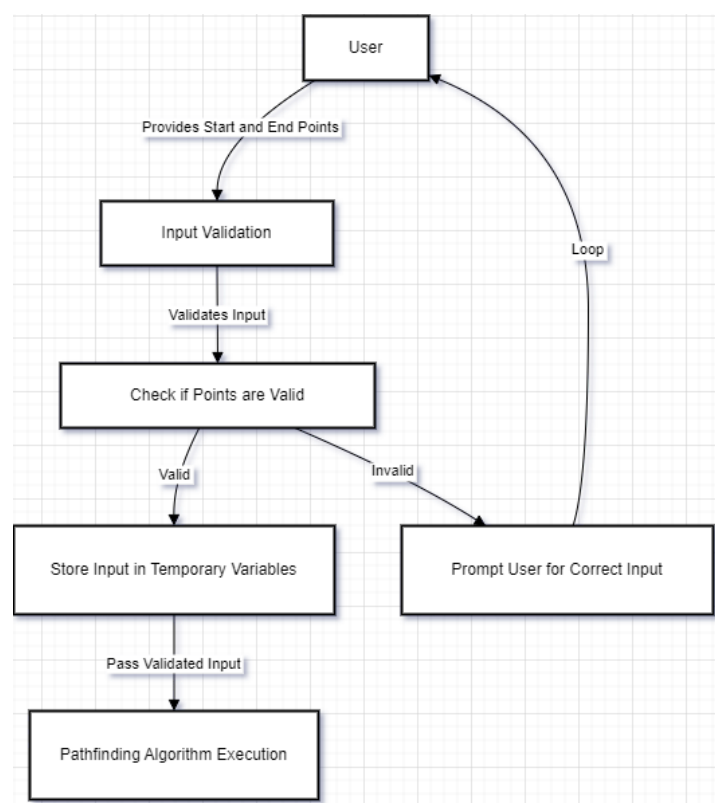 User
Provides Start and End Points
Input Validation
Loop
Validates Input
Check if Points are Valid
Valid
Invalid
Store Input in Temporary Variables
Prompt User for Correct Input
Pass Validated Input
Pathfinding Algorithm Execution